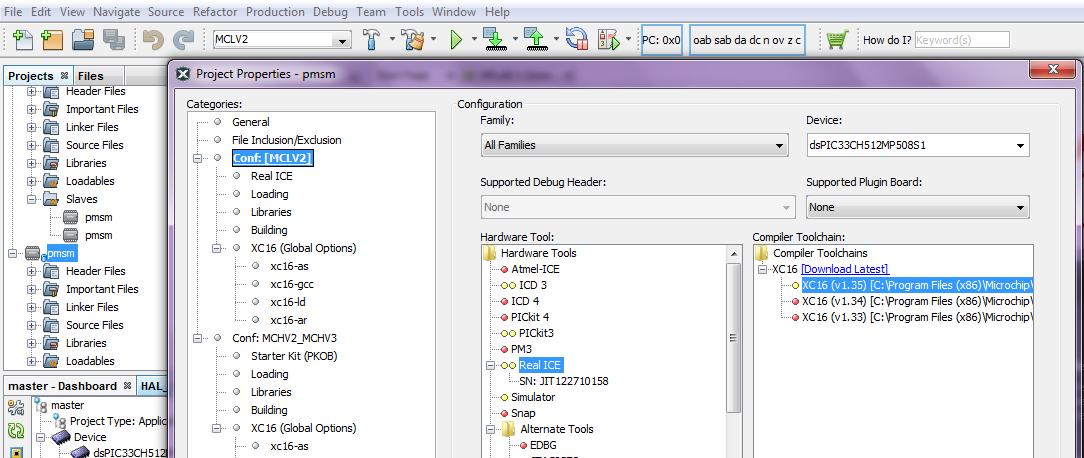 File Edit View Navigate Source Refactor Production Debug Team Tools Window Help
MCLV2
PC: 0x0
oab sab da dc n ov z c
How do I?
Keyword(s)
Projects
Files
Header Files
Important Files
Linker Files
Source Files
Libraries
Loadables
Slaves
pmsm
pmsm
pmsm
Header Files
Important Files
Linker Files
Source Files
Libraries
Loadables
master - Dashboard
HAL_
master
Project Type: Applic
Device
dsPIC33CH512
Project Properties - pmsm
Categories:
General
File Inclusion/Exclusion
Conf: [MCLV2]
Real ICE
Loading
Libraries
Building
XC16 (Global Options)
xc16-as
xc16-gcc
xc16-ld
xc16-ar
Conf: MCHV2_MCHV3
Starter Kit (PKOB)
Loading
Libraries
Building
XC16 (Global Options)
xc16-as
Configuration
Family:
All Families
Device:
dsPIC33CH512MP508S1
Supported Debug Header:
None
Supported Plugin Board:
None
Hardware Tool:
Hardware Tools
Atmel-ICE
ICD 3
ICD 4
PICkit 4
PICkit3
PM3
Real ICE
SN: JIT122710158
Simulator
Snap
Alternate Tools
EDBG
Compiler Toolchain:
Compiler Toolchains
XC16 [Download Latest]
XC16 (v1.35) [C:\Program Files (x86)\Microchip\
XC16 (v1.34) [C:\Program Files (x86)\Microchip\
XC16 (v1.33) [C:\Program Files (x86)\Microchip\